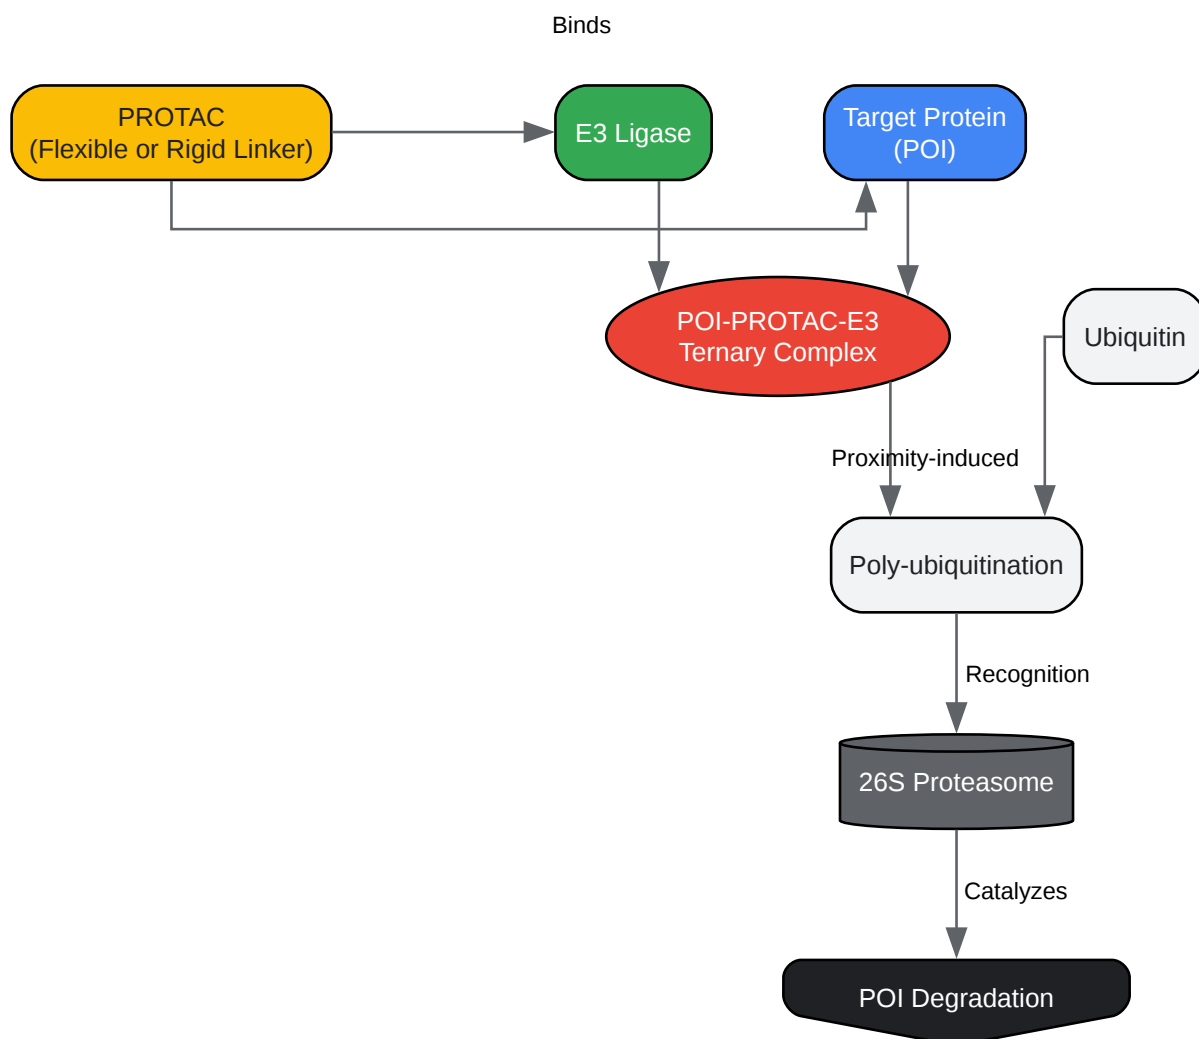 Binds
PROTAC
(Flexible or Rigid Linker)
E3 Ligase
Target Protein
(POI)
POI-PROTAC-E3
Ternary Complex
Ubiquitin
Proximity-induced
Poly-ubiquitination
Recognition
26S Proteasome
Catalyzes
POI Degradation